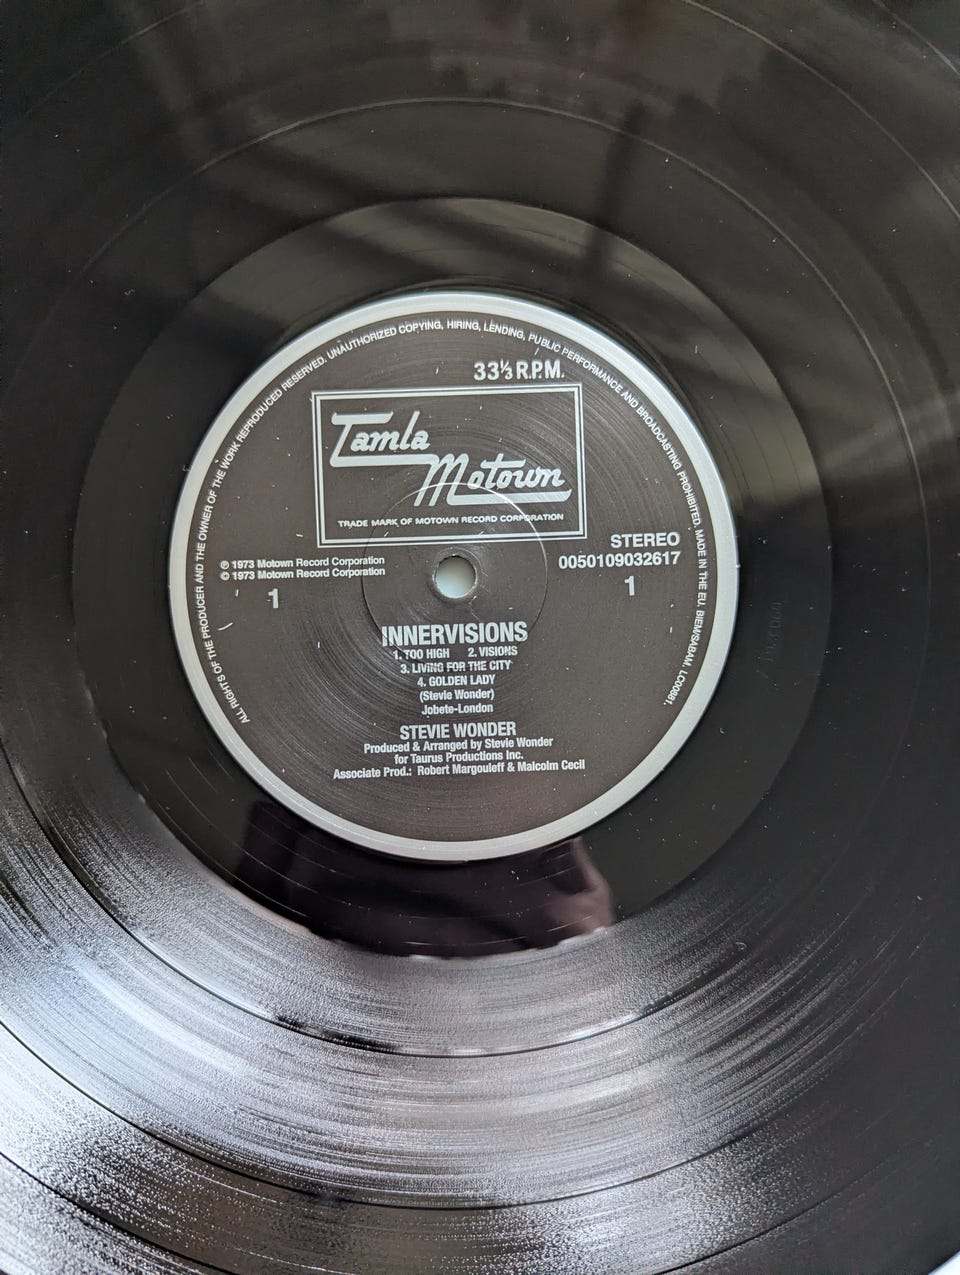 ALL RIGHTS OF THE PRODUCER AND THE OWNER OF THE WORK REPRODUCED RESERVED. UNAUTHORIZED COPYING, HIRING, LENDING, PUBLIC PERFORMANCE AND BROADCASTING PROHIBITED. MADE IN THE EU. BIEM/SABAM. LC00881.
33⅓ R.P.M.
Tamla
Motown
TRADE MARK OF MOTOWN RECORD CORPORATION
STEREO
0050109032617
1
℗ 1973 Motown Record Corporation
© 1973 Motown Record Corporation
1
INNERVISIONS
1. TOO HIGH 2. VISIONS
3. LIVING FOR THE CITY
4. GOLDEN LADY
(Stevie Wonder)
Jobete-London
STEVIE WONDER
Produced & Arranged by Stevie Wonder
for Taurus Productions Inc.
Associate Prod.: Robert Margouleff & Malcolm Cecil